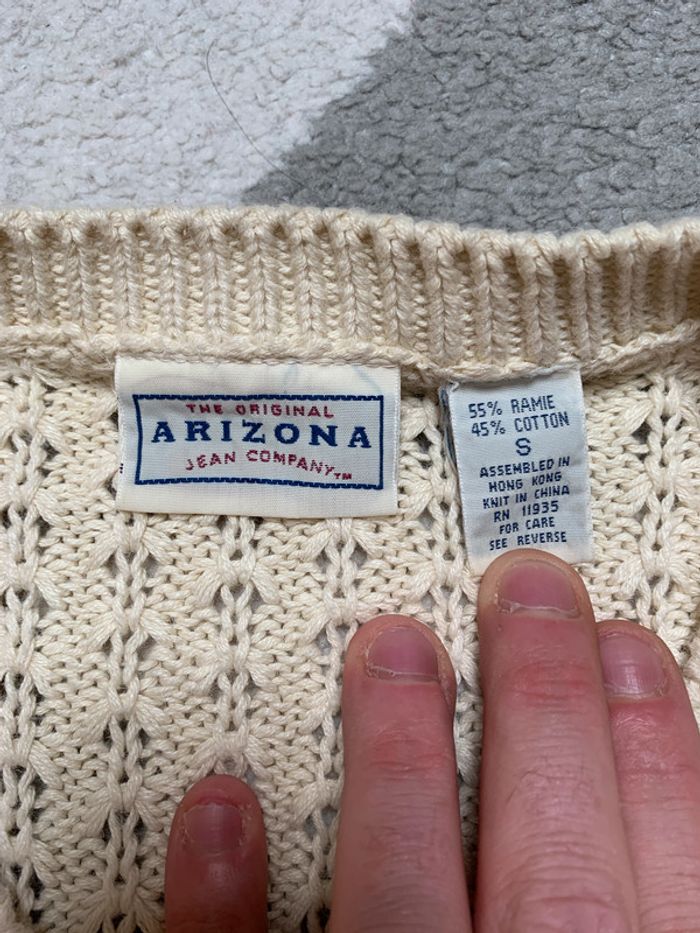 THE ORIGINAL
ARIZONA
JEAN COMPANY™
55% RAMIE
45% COTTON
S
ASSEMBLED IN
HONG KONG
KNIT IN CHINA
RN 11935
FOR CARE
SEE REVERSE